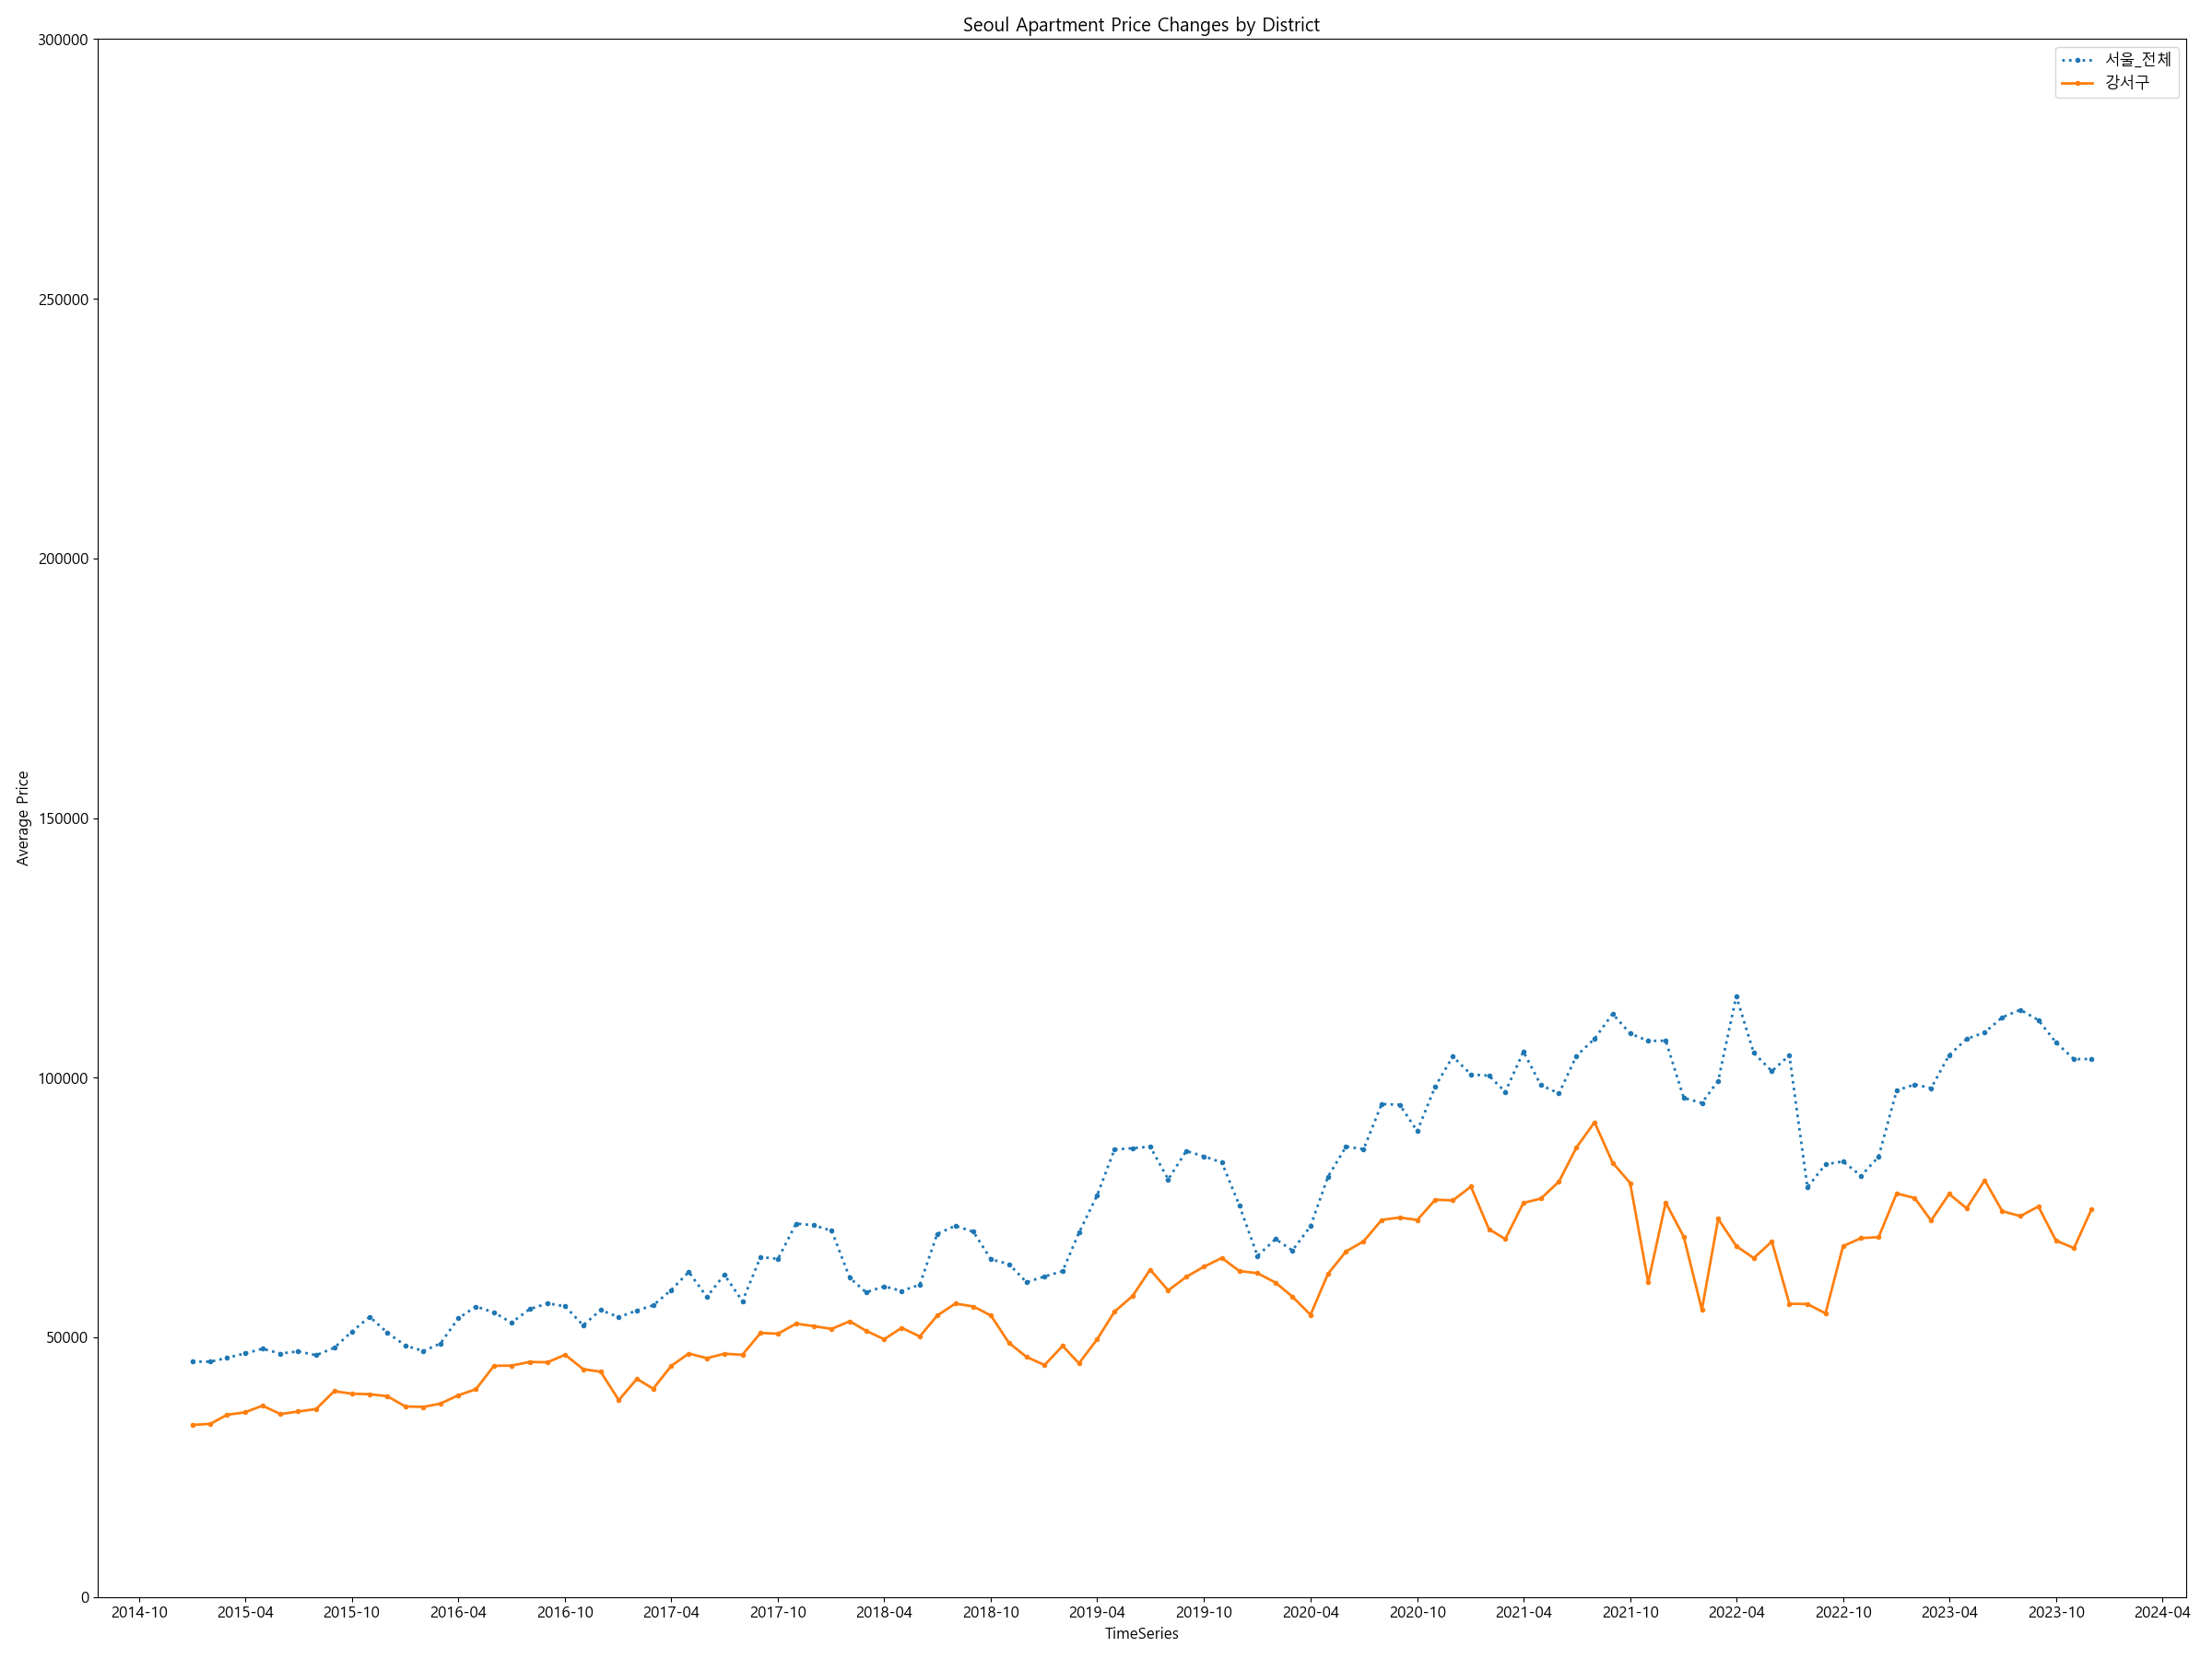 Seoul Apartment Price Changes by District
서울_전체
강서구
300000
250000
200000
150000
100000
50000
0
Average Price
2014-10 2015-04 2015-10 2016-04 2016-10 2017-04 2017-10 2018-04 2018-10 2019-04 2019-10 2020-04 2020-10 2021-04 2021-10 2022-04 2022-10 2023-04 2023-10 2024-04
TimeSeries